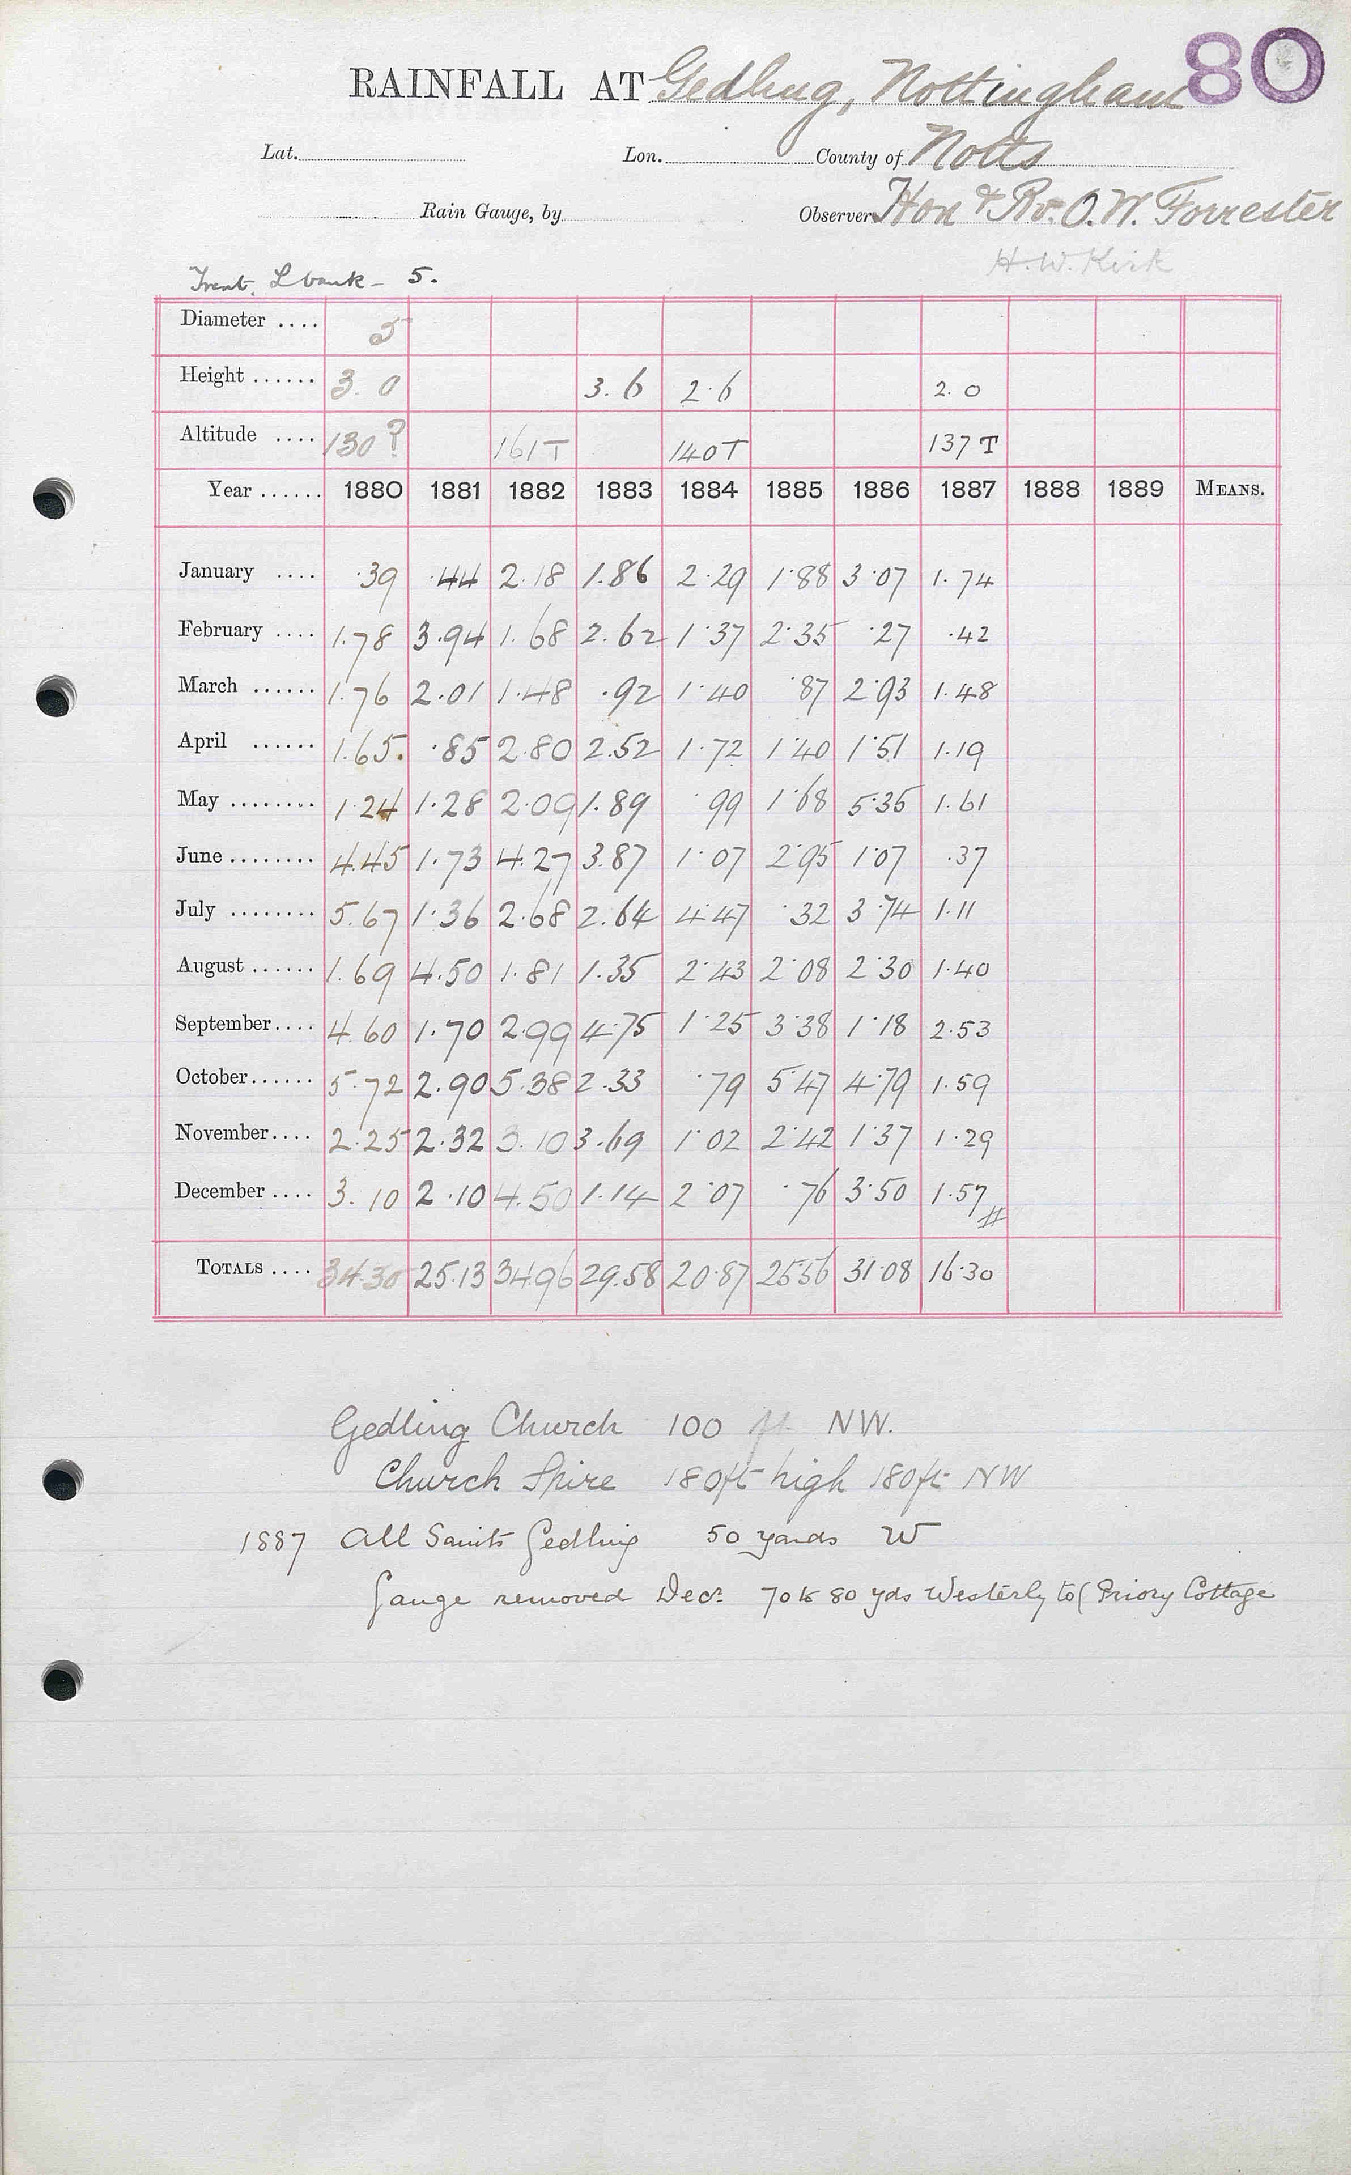 80
RAINFALL AT Gedling, Nottingham
Lat. Lon. County of Notts
Rain Gauge, by Observer Hon & Rv. O. W. Forrester
H. W. Kirk
Trent. L bank - 5.
Diameter .... 5
Height ...... 3. 0 3. 6 2.6 2. 0
Altitude .... 130? 161T 140T 137 T
Year ...... 1880 1881 1882 1883 1884 1885 1886 1887 1888 1889 MEANS.
January .... .39 .44 2.18 1.86 2.29 1.88 3.07 1.74
February .... 1.78 3.94 1.68 2.62 1.37 2.35 .27 .42
March ...... 1.76 2.01 1.48 .92 1.40 .87 2.93 1.48
April ...... 1.65. .85 2.80 2.52 1.72 1.40 1.51 1.19
May ........ 1.24 1.28 2.09 1.89 .99 1.68 5.35 1.61
June ........ 4.45 1.73 4.27 3.87 1.07 2.95 1.07 .37
July ........ 5.67 1.36 2.68 2.64 4.47 .32 3.74 1.11
August ...... 1.69 4.50 1.81 1.35 2.43 2.08 2.30 1.40
September .... 4.60 1.70 2.99 4.75 1.25 3.38 1.18 2.53
October ...... 5.72 2.90 5.38 2.33 .79 5.47 4.79 1.59
November .... 2.25 2.32 3.10 3.69 1.02 2.42 1.37 1.29
December .... 3.10 2.10 4.50 1.14 2.07 .76 3.50 1.57
TOTALS .... 34.30 25.13 34.96 29.58 20.87 25.56 31.08 16.30
Gedling Church 100 ft NW.
Church Spire 180ft high 180ft NW
1887 All Saints Gedling 50 yards W
Gauge removed Decr. 70 to 80 yds Westerly to (Priory Cottage